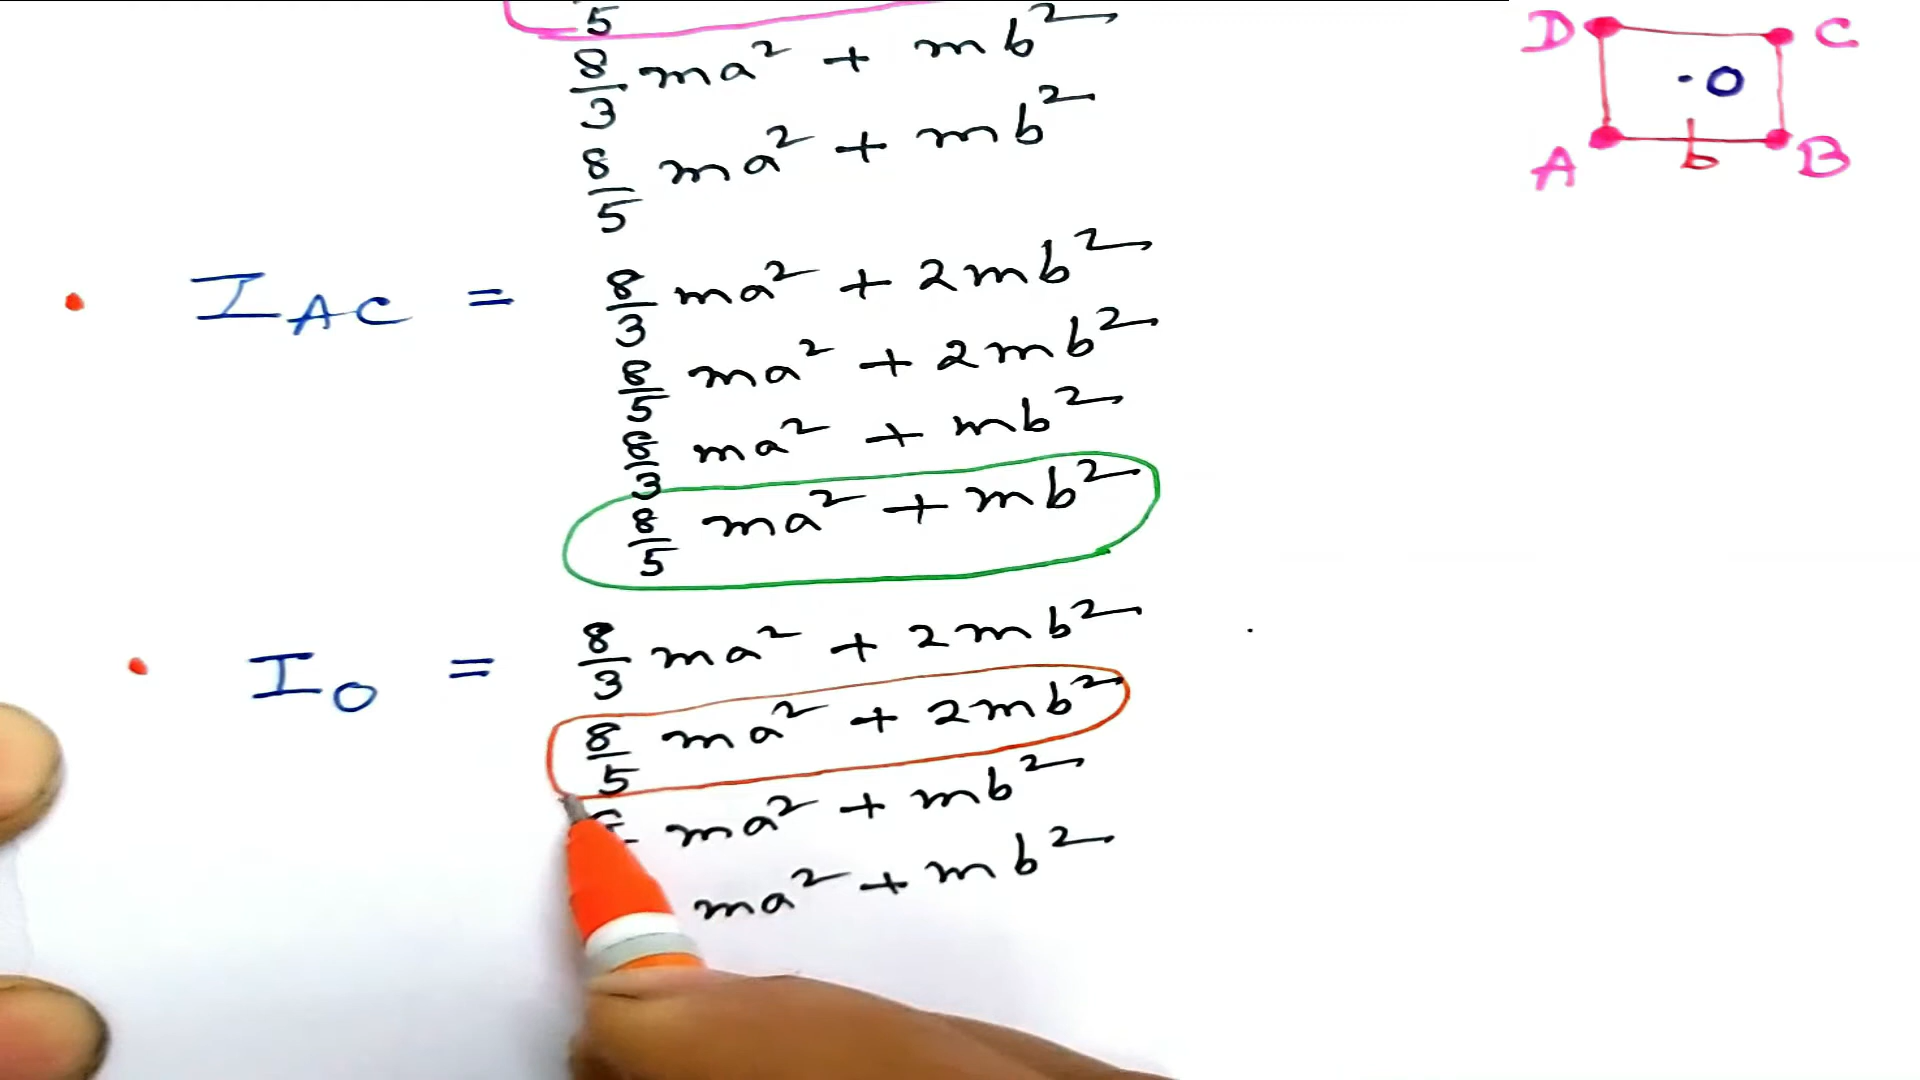 5
8/3 ma² + mb²
8/5 ma² + mb²
• I_AC = 8/3 ma² + 2mb²
8/5 ma² + 2mb²
8/3 ma² + mb²
8/5 ma² + mb²
• I_O = 8/3 ma² + 2mb²
8/5 ma² + 2mb²
ma² + mb²
ma² + mb²
D C
O
A b B